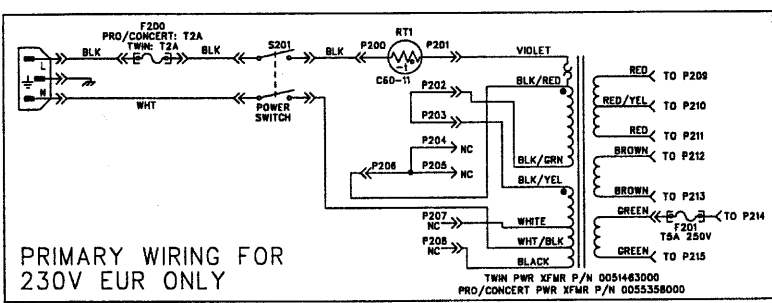 F200
PRO/CONCERT: T2A
TWIN: T2A
BLK
BLK
S201
BLK
P200
RT1
P201
C60-11
VIOLET
L
N
WHT
POWER
SWITCH
P202
P203
P204
NC
P205
NC
P206
P207
NC
P208
NC
BLK/RED
BLK/GRN
BLK/YEL
WHITE
WHT/BLK
BLACK
RED TO P209
RED/YEL TO P210
RED TO P211
BROWN TO P212
BROWN TO P213
GREEN TO P214
F201
T5A 250V
GREEN TO P215
PRIMARY WIRING FOR
230V EUR ONLY
TWIN PWR XFMR P/N 0051463000
PRO/CONCERT PWR XFMR P/N 0055358000